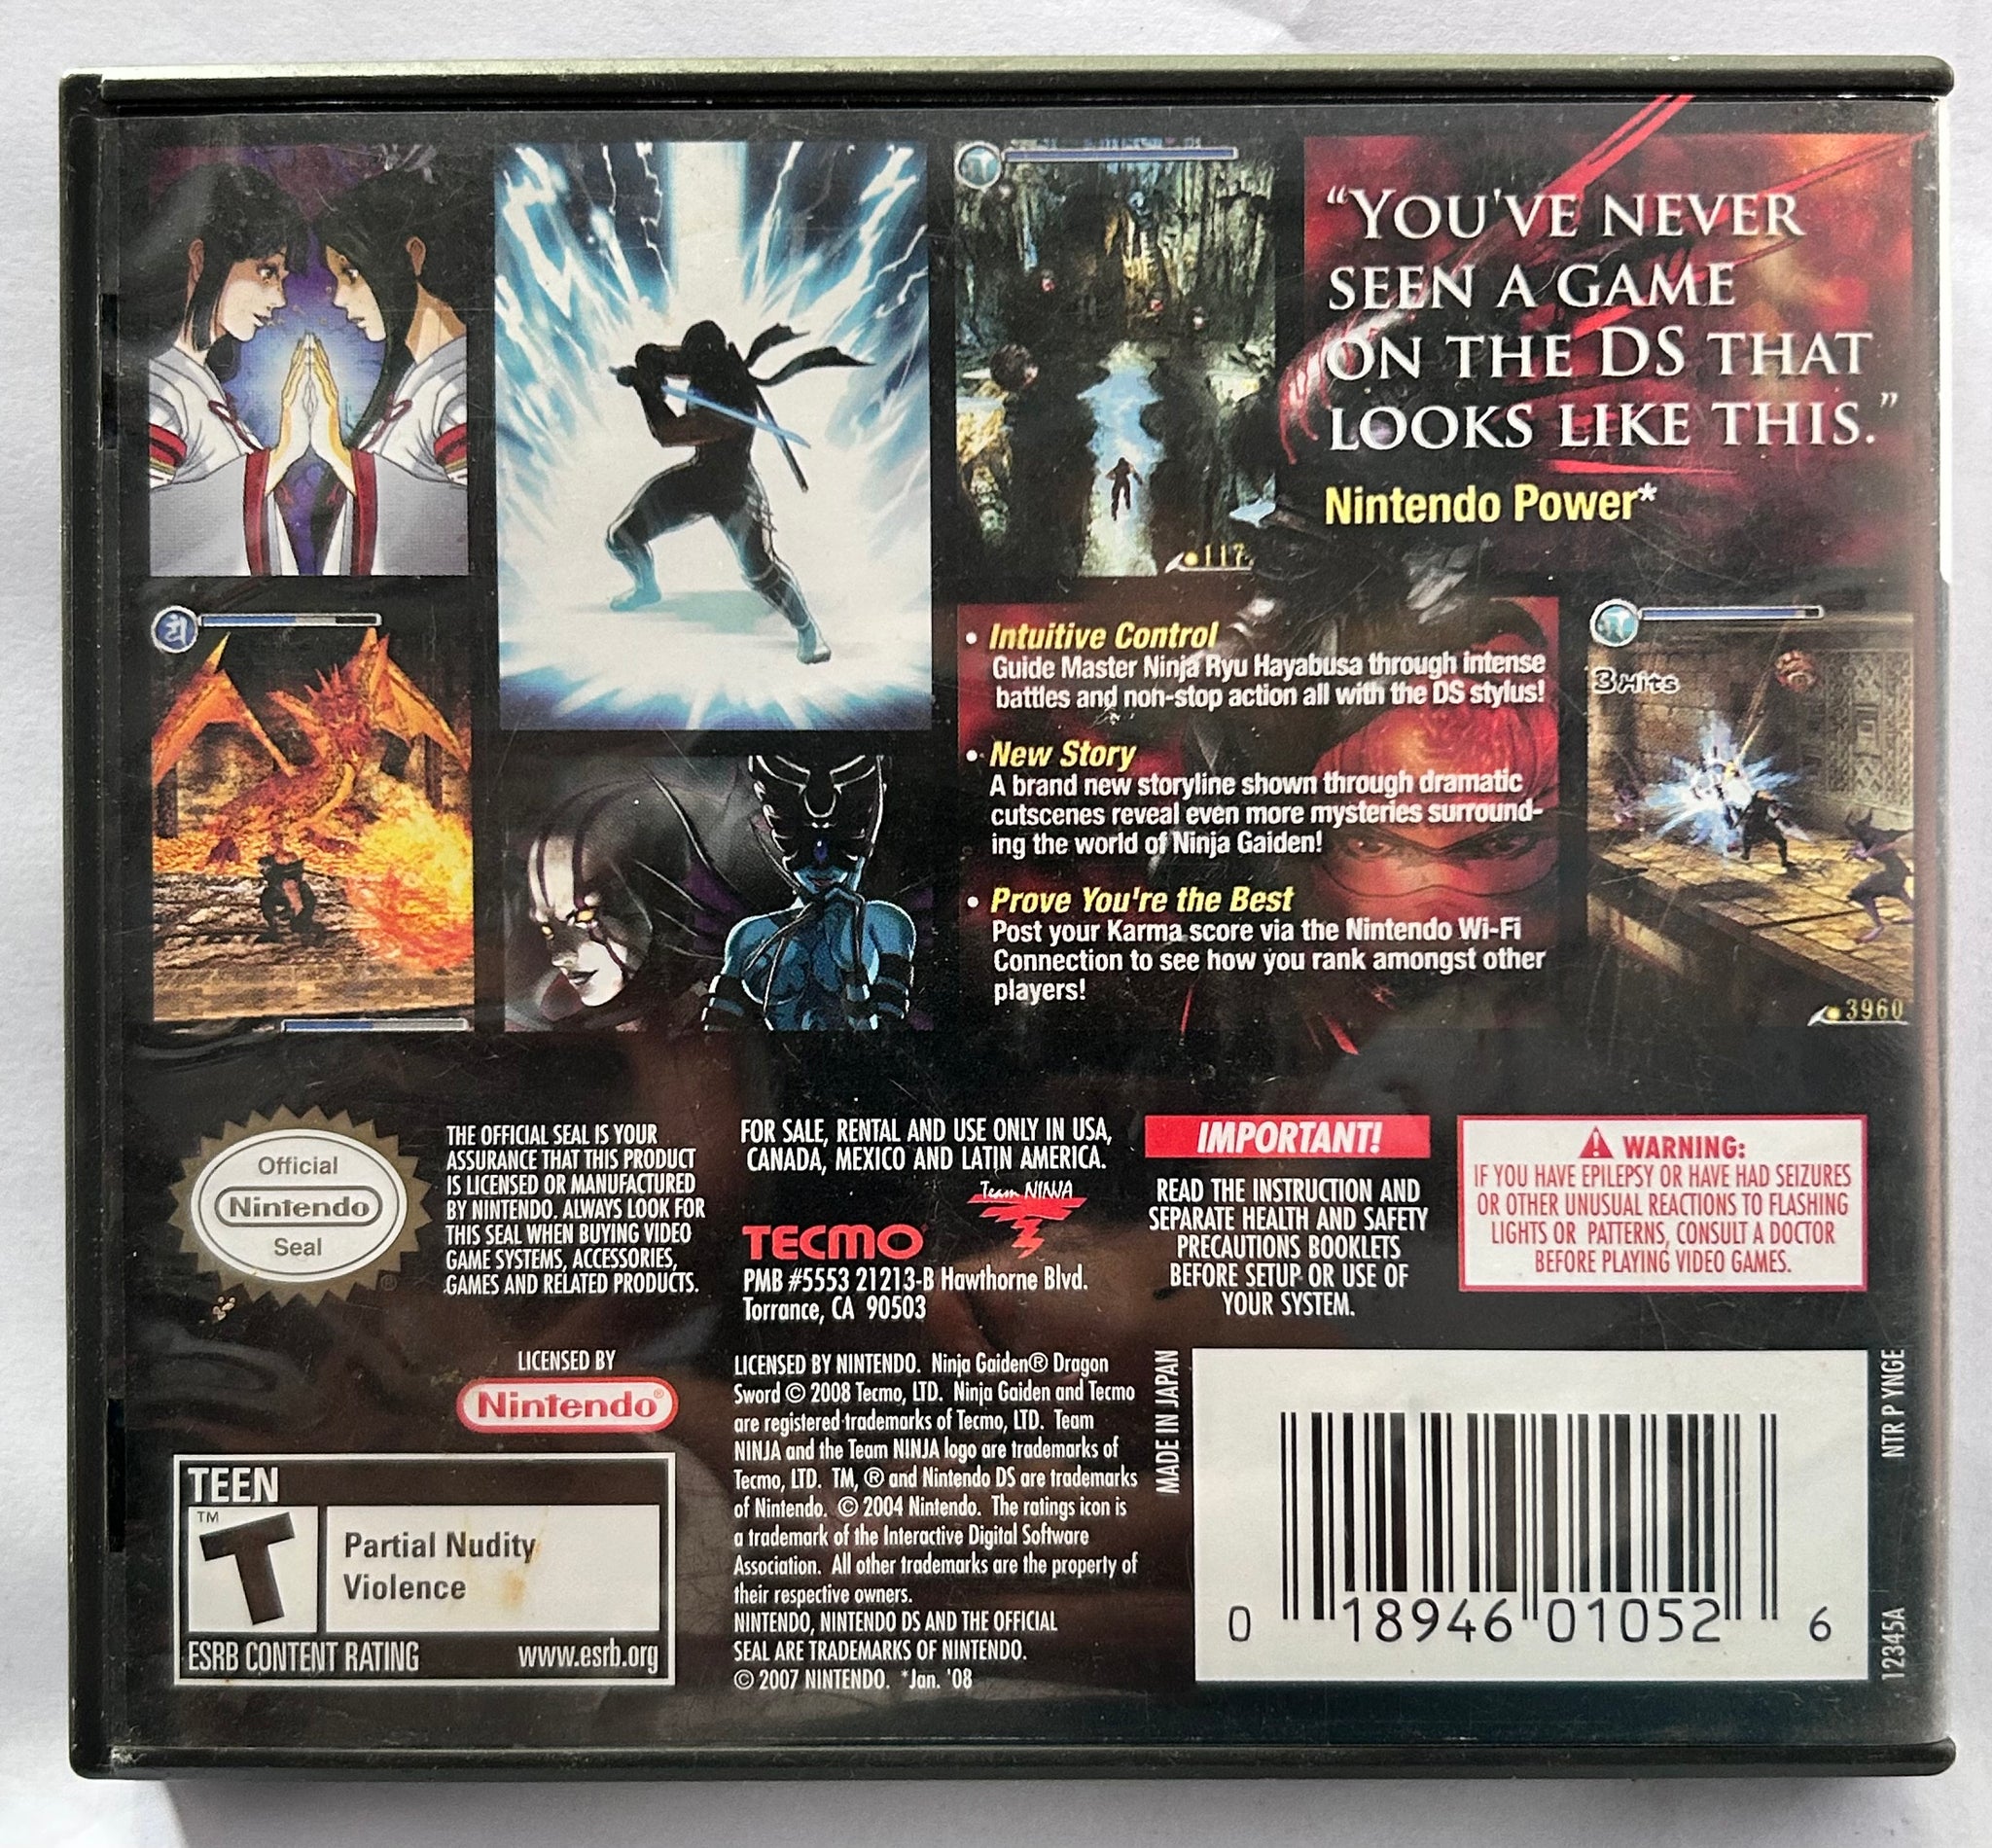 “YOU'VE NEVER
SEEN A GAME
ON THE DS THAT
LOOKS LIKE THIS.”
Nintendo Power*
117
• Intuitive Control
Guide Master Ninja Ryu Hayabusa through intense
battles and non-stop action all with the DS stylus!
• New Story
A brand new storyline shown through dramatic
cutscenes reveal even more mysteries surround-
ing the world of Ninja Gaiden!
• Prove You're the Best
Post your Karma score via the Nintendo Wi-Fi
Connection to see how you rank amongst other
players!
3 Hits
3960
Official
Nintendo
Seal
®
THE OFFICIAL SEAL IS YOUR
ASSURANCE THAT THIS PRODUCT
IS LICENSED OR MANUFACTURED
BY NINTENDO. ALWAYS LOOK FOR
THIS SEAL WHEN BUYING VIDEO
GAME SYSTEMS, ACCESSORIES,
GAMES AND RELATED PRODUCTS.
FOR SALE, RENTAL AND USE ONLY IN USA,
CANADA, MEXICO AND LATIN AMERICA.
Team NINJA
TECMO
PMB #5553 21213-B Hawthorne Blvd.
Torrance, CA 90503
IMPORTANT!
READ THE INSTRUCTION AND
SEPARATE HEALTH AND SAFETY
PRECAUTIONS BOOKLETS
BEFORE SETUP OR USE OF
YOUR SYSTEM.
WARNING:
IF YOU HAVE EPILEPSY OR HAVE HAD SEIZURES
OR OTHER UNUSUAL REACTIONS TO FLASHING
LIGHTS OR PATTERNS, CONSULT A DOCTOR
BEFORE PLAYING VIDEO GAMES.
LICENSED BY
Nintendo®
TEEN
TM
T
Partial Nudity
Violence
ESRB CONTENT RATING www.esrb.org
LICENSED BY NINTENDO. Ninja Gaiden® Dragon
Sword © 2008 Tecmo, LTD. Ninja Gaiden and Tecmo
are registered trademarks of Tecmo, LTD. Team
NINJA and the Team NINJA logo are trademarks of
Tecmo, LTD. TM, ® and Nintendo DS are trademarks
of Nintendo. © 2004 Nintendo. The ratings icon is
a trademark of the Interactive Digital Software
Association. All other trademarks are the property of
their respective owners.
NINTENDO, NINTENDO DS AND THE OFFICIAL
SEAL ARE TRADEMARKS OF NINTENDO.
© 2007 NINTENDO. *Jan. '08
MADE IN JAPAN
0 18946 01052 6
NTR P YNGE
12345A